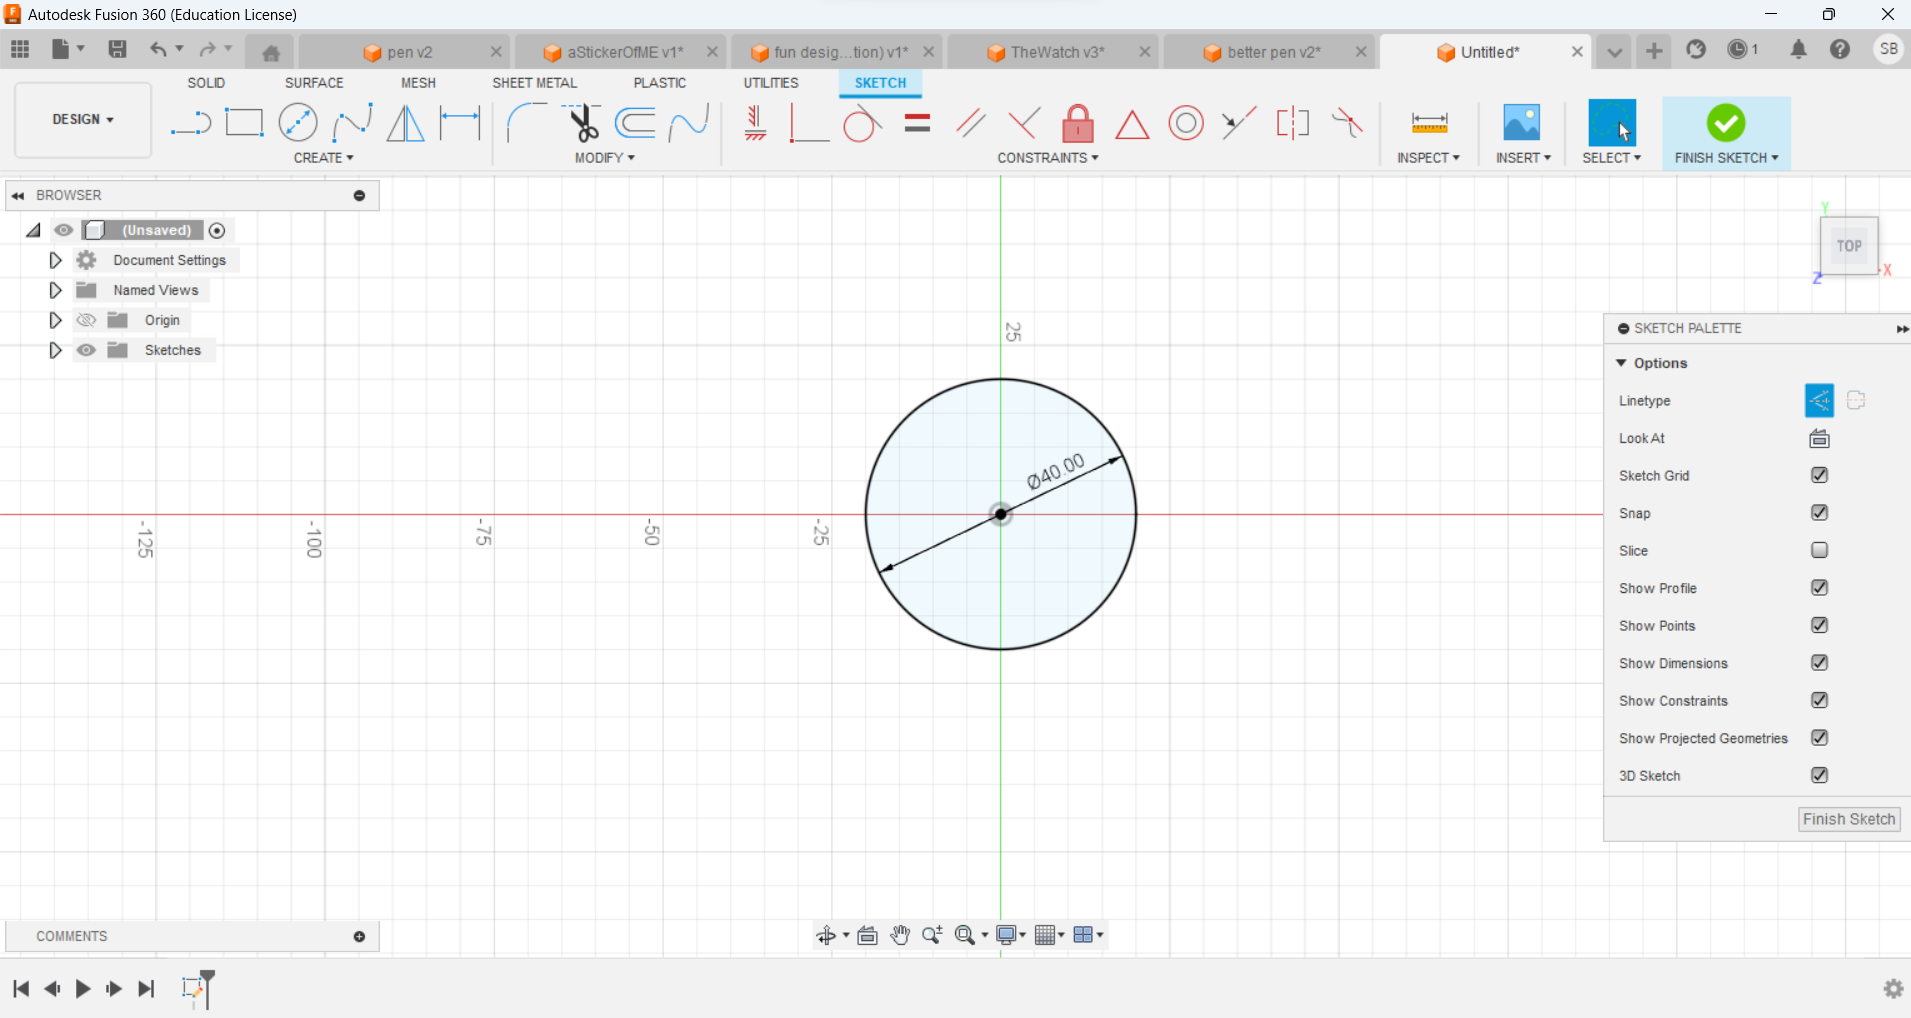 Autodesk Fusion 360 (Education License)
pen v2
aStickerOfME v1*
fun desig...tion) v1*
TheWatch v3*
better pen v2*
Untitled*
1
SB
SOLID
SURFACE
MESH
SHEET METAL
PLASTIC
UTILITIES
SKETCH
DESIGN
CREATE
MODIFY
CONSTRAINTS
INSPECT
INSERT
SELECT
FINISH SKETCH
BROWSER
(Unsaved)
Document Settings
Named Views
Origin
Sketches
Y
TOP
X
Z
25
Ø40.00
-125
-100
-75
-50
-25
SKETCH PALETTE
Options
Linetype
Look At
Sketch Grid
Snap
Slice
Show Profile
Show Points
Show Dimensions
Show Constraints
Show Projected Geometries
3D Sketch
Finish Sketch
COMMENTS